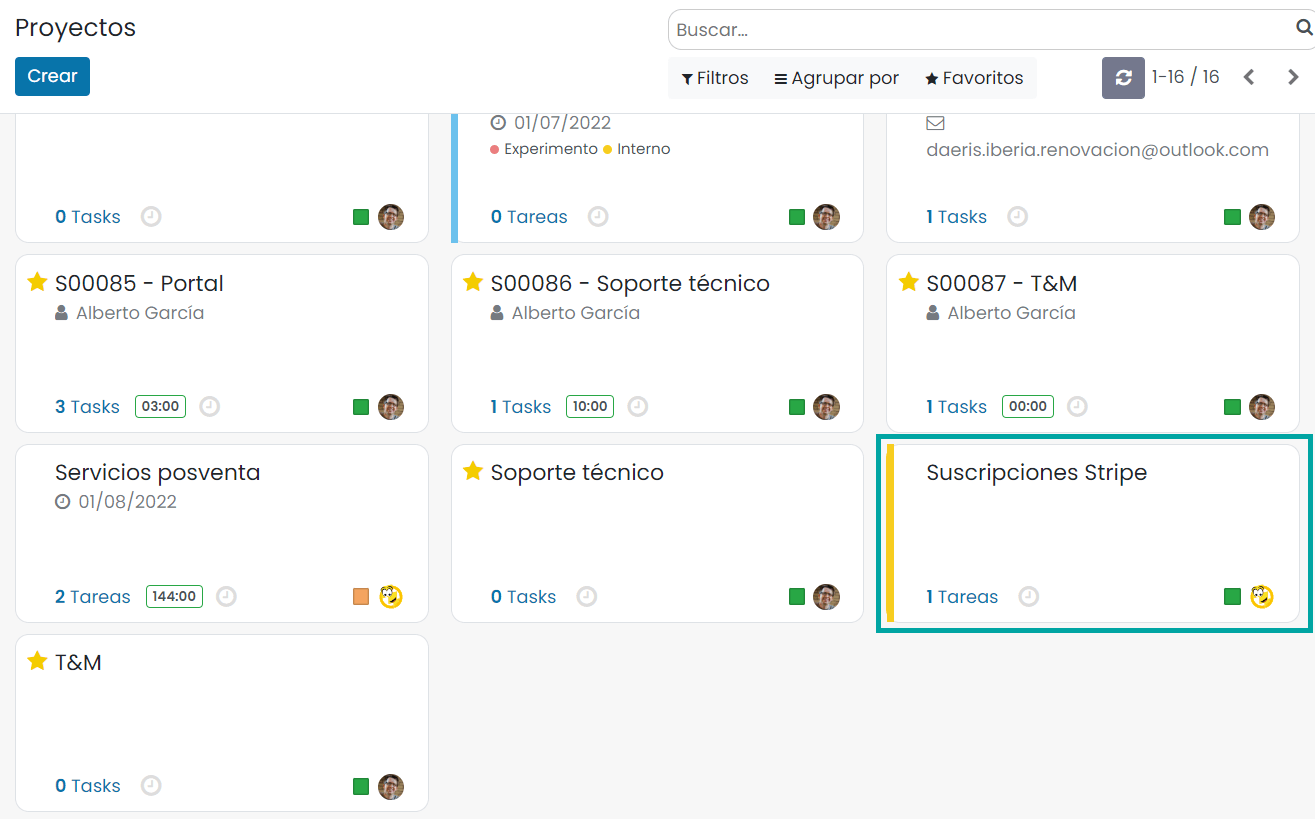 Proyectos
Buscar...
Crear
Filtros
Agrupar por
Favoritos
1-16 / 16
0 Tasks
01/07/2022
Experimento Interno
0 Tareas
daeris.iberia.renovacion@outlook.com
1 Tasks
S00085 - Portal
Alberto García
3 Tasks 03:00
S00086 - Soporte técnico
Alberto García
1 Tasks 10:00
S00087 - T&M
Alberto García
1 Tasks 00:00
Servicios posventa
01/08/2022
2 Tareas 144:00
Soporte técnico
0 Tasks
Suscripciones Stripe
1 Tareas
T&M
0 Tasks